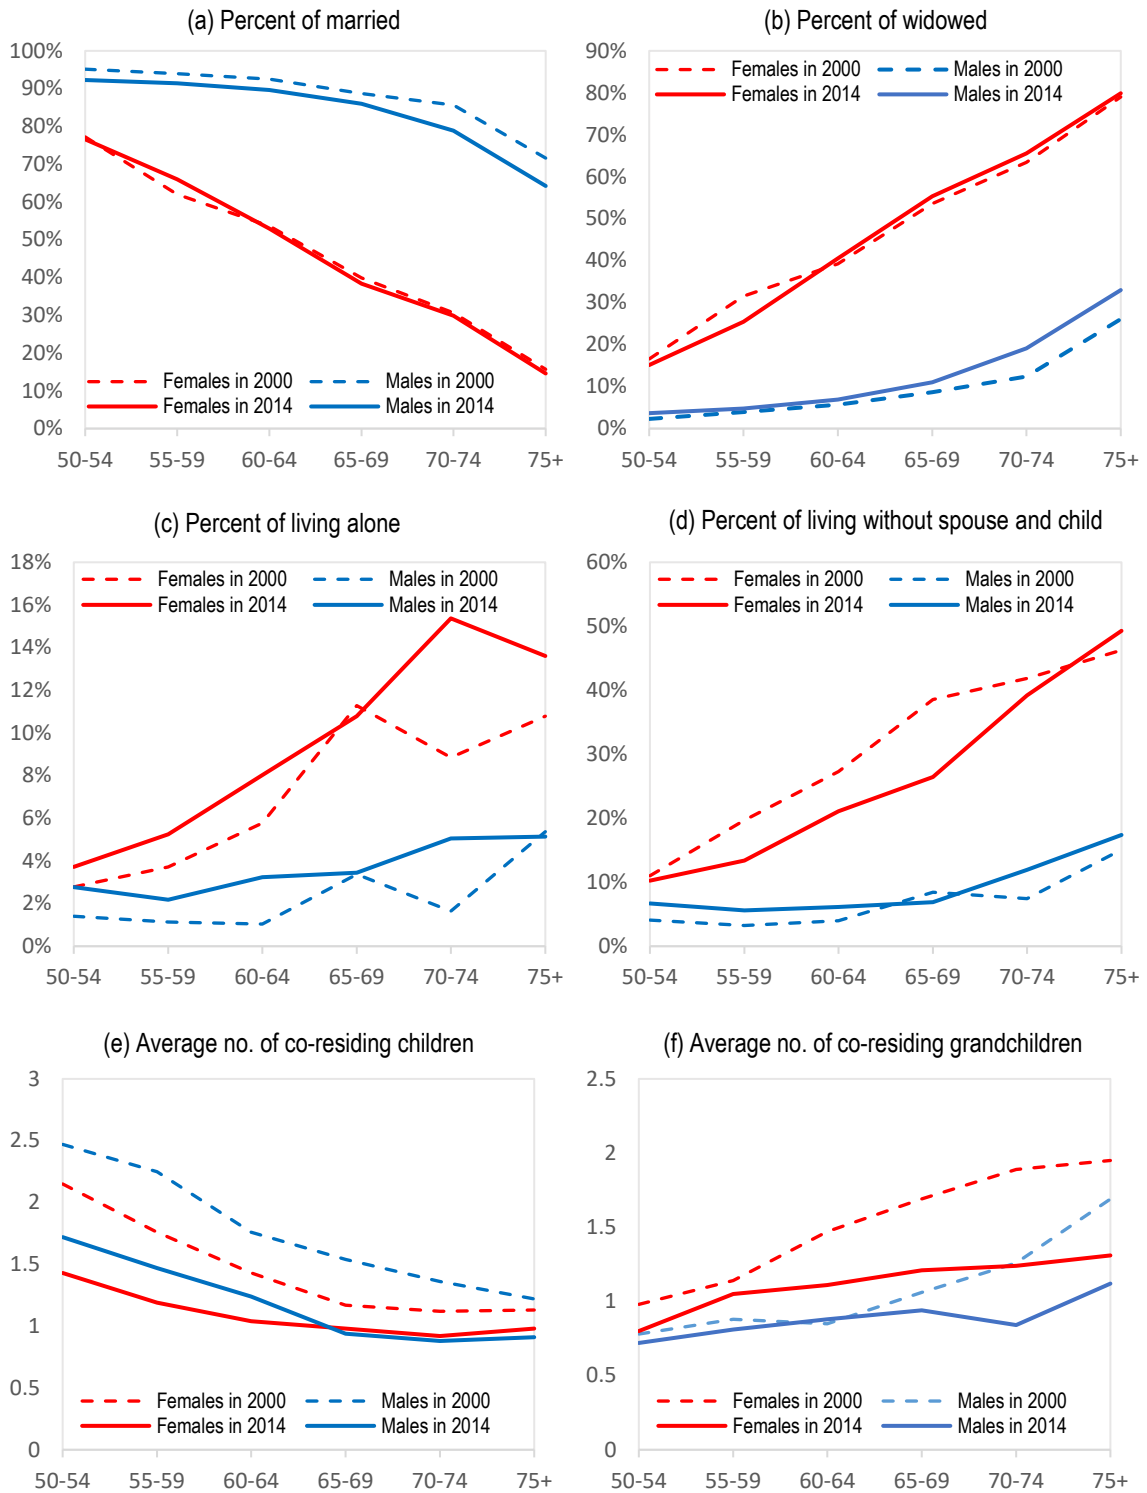 (a) Percent of married
100%
90%
80%
70%
60%
50%
40%
30%
20%
10%
0%
Females in 2000
Males in 2000
Females in 2014
Males in 2014
50-54 55-59 60-64 65-69 70-74 75+
(b) Percent of widowed
90%
80%
70%
60%
50%
40%
30%
20%
10%
0%
Females in 2000
Males in 2000
Females in 2014
Males in 2014
50-54 55-59 60-64 65-69 70-74 75+
(c) Percent of living alone
18%
16%
14%
12%
10%
8%
6%
4%
2%
0%
Females in 2000
Males in 2000
Females in 2014
Males in 2014
50-54 55-59 60-64 65-69 70-74 75+
(d) Percent of living without spouse and child
60%
50%
40%
30%
20%
10%
0%
Females in 2000
Males in 2000
Females in 2014
Males in 2014
50-54 55-59 60-64 65-69 70-74 75+
(e) Average no. of co-residing children
3
2.5
2
1.5
1
0.5
0
Females in 2000
Males in 2000
Females in 2014
Males in 2014
50-54 55-59 60-64 65-69 70-74 75+
(f) Average no. of co-residing grandchildren
2.5
2
1.5
1
0.5
0
Females in 2000
Males in 2000
Females in 2014
Males in 2014
50-54 55-59 60-64 65-69 70-74 75+